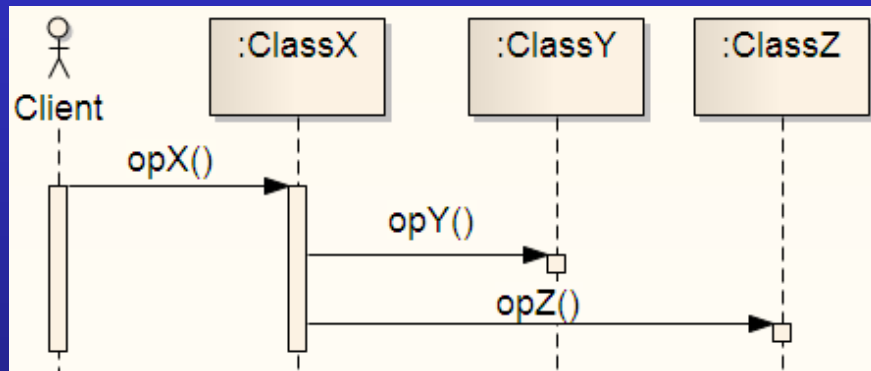 :ClassX
:ClassY
:ClassZ
Client
opX()
opY()
opZ()